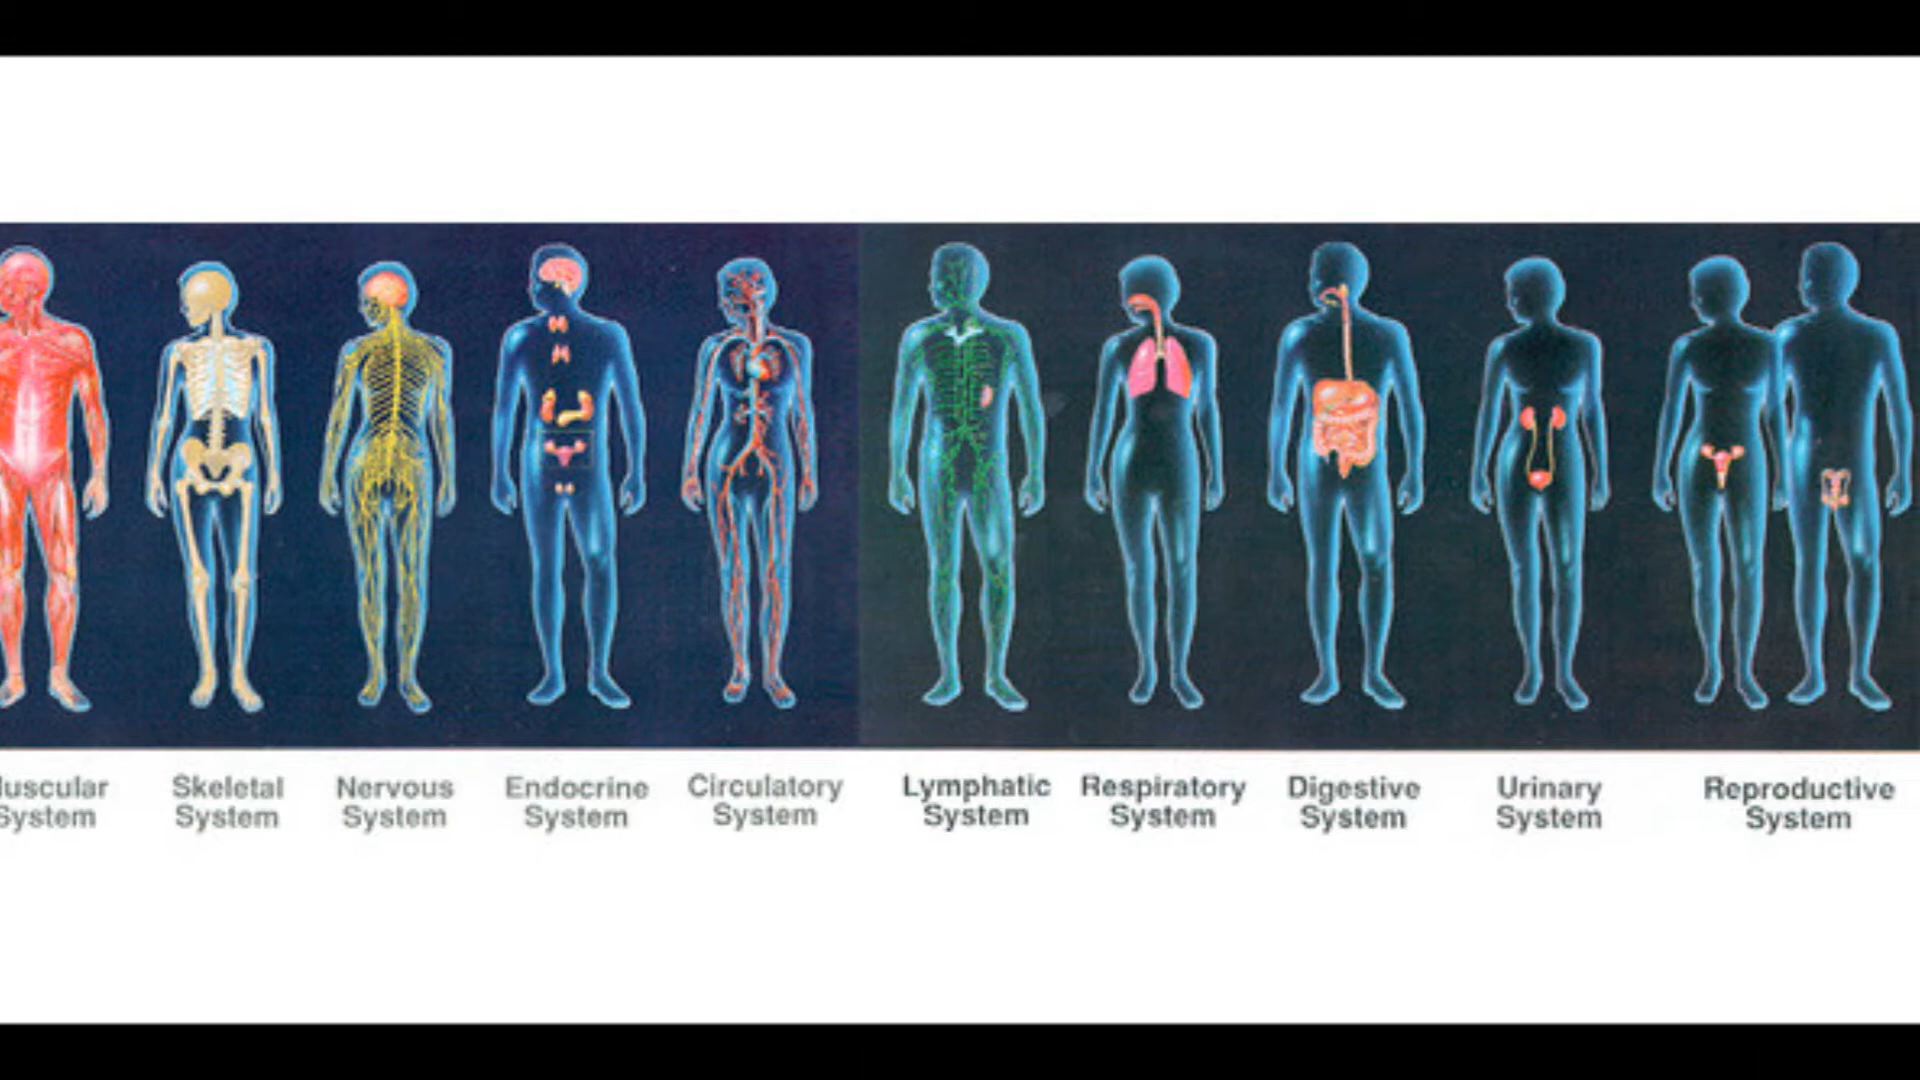 uscular
System
Skeletal
System
Nervous
System
Endocrine
System
Circulatory
System
Lymphatic
System
Respiratory
System
Digestive
System
Urinary
System
Reproductive
System